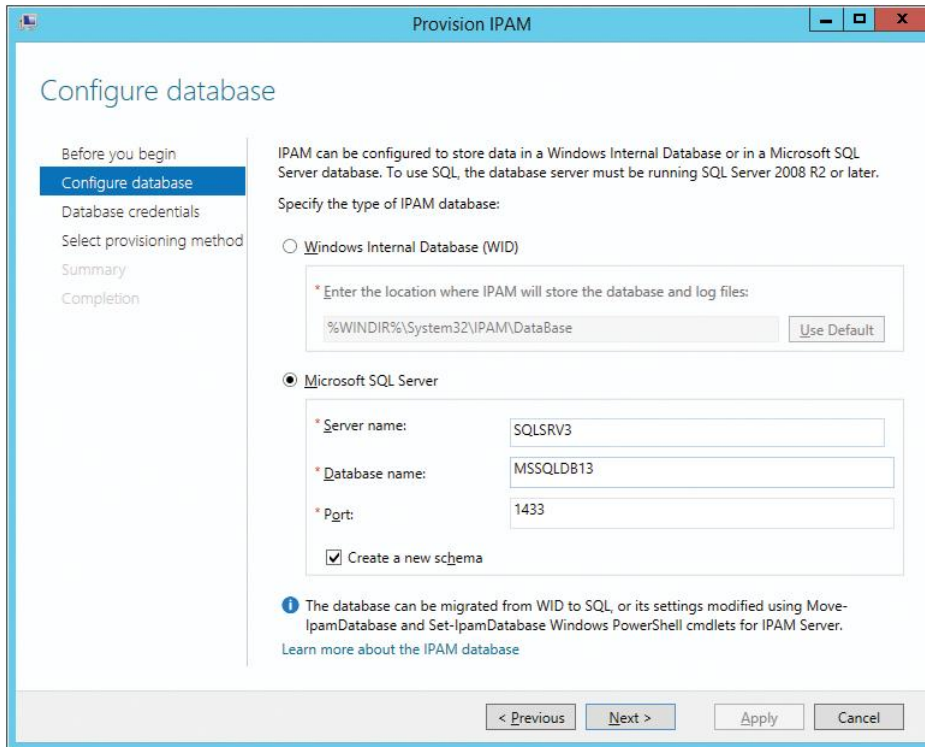 Provision IPAM
Configure database
Before you begin
Configure database
Database credentials
Select provisioning method
Summary
Completion
IPAM can be configured to store data in a Windows Internal Database or in a Microsoft SQL
Server database. To use SQL, the database server must be running SQL Server 2008 R2 or later.
Specify the type of IPAM database:
Windows Internal Database (WID)
* Enter the location where IPAM will store the database and log files:
%WINDIR%\System32\IPAM\DataBase
Use Default
Microsoft SQL Server
* Server name:
SQLSRV3
* Database name:
MSSQLDB13
* Port:
1433
Create a new schema
The database can be migrated from WID to SQL, or its settings modified using Move-
IpamDatabase and Set-IpamDatabase Windows PowerShell cmdlets for IPAM Server.
Learn more about the IPAM database
< Previous
Next >
Apply
Cancel